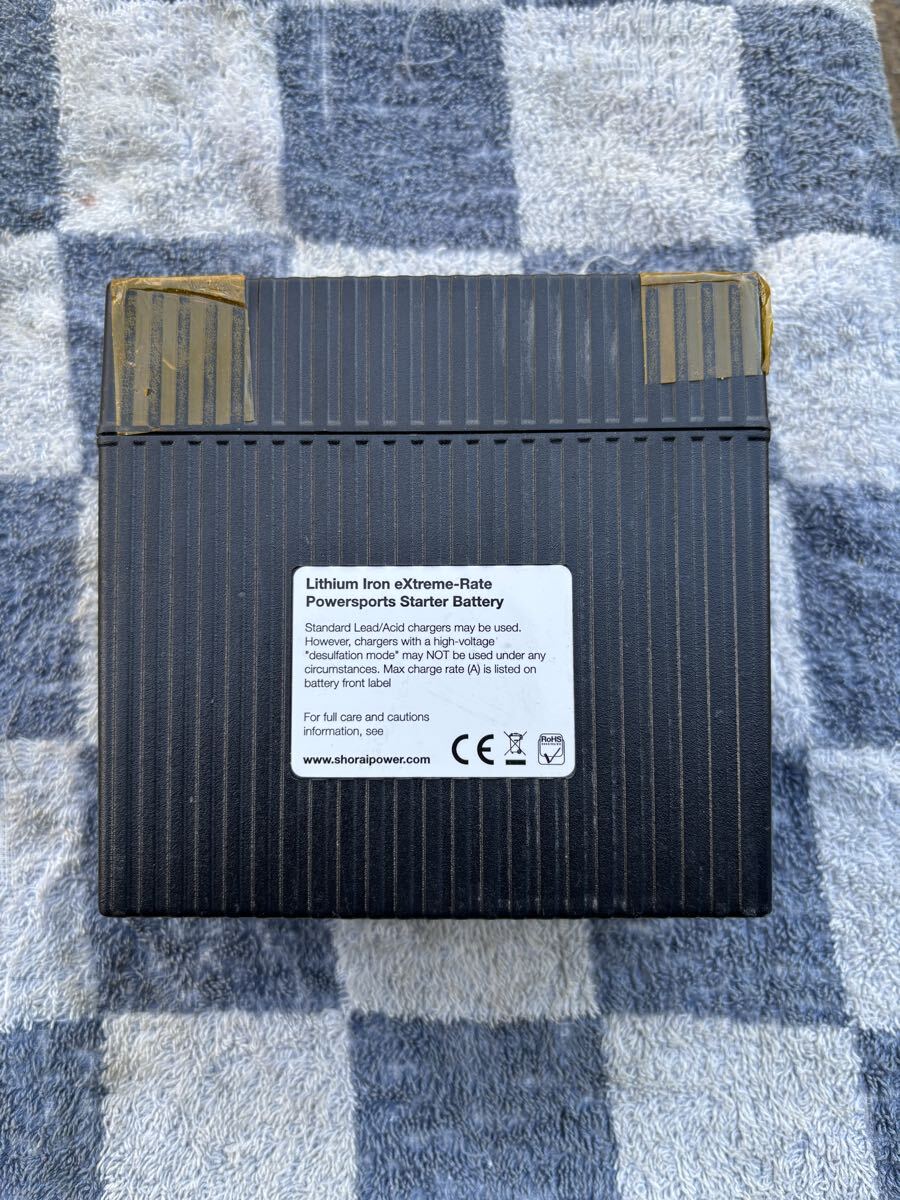 Lithium Iron eXtreme-Rate
Powersports Starter Battery
Standard Lead/Acid chargers may be used.
However, chargers with a high-voltage
"desulfation mode" may NOT be used under any
circumstances. Max charge rate (A) is listed on
battery front label
For full care and cautions
information, see
www.shoraipower.com
CE
RoHS